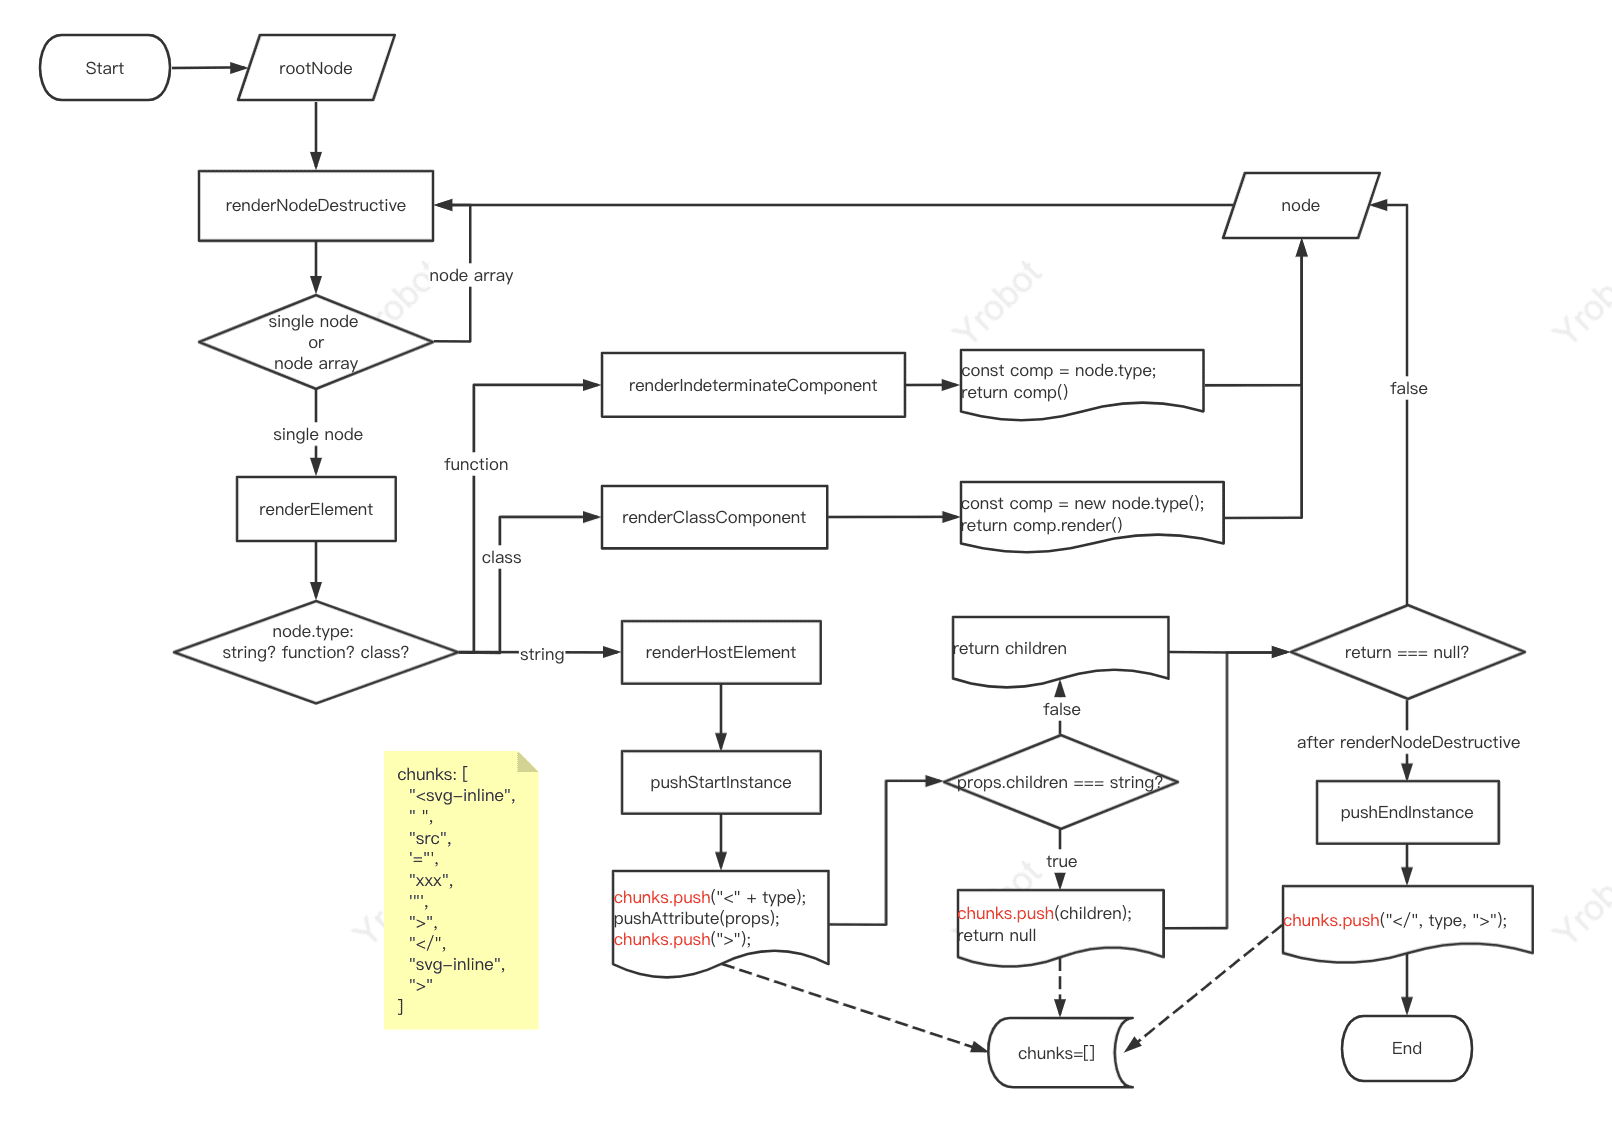 Start
rootNode
renderNodeDestructive
node
node array
single node
or
node array
single node
false
renderIndeterminateComponent
const comp = node.type;
return comp()
function
renderElement
renderClassComponent
const comp = new node.type();
return comp.render()
class
node.type:
string? function? class?
string
renderHostElement
return children
return === null?
false
after renderNodeDestructive
pushStartInstance
props.children === string?
pushEndInstance
true
chunks: [
"<svg-inline",
" ",
"src",
'="',
"xxx",
'"',
">",
"</",
"svg-inline",
">"
]
chunks.push("<" + type);
pushAttribute(props);
chunks.push(">");
chunks.push(children);
return null
chunks.push("</", type, ">");
chunks=[]
End
Yrobot
Yrobot